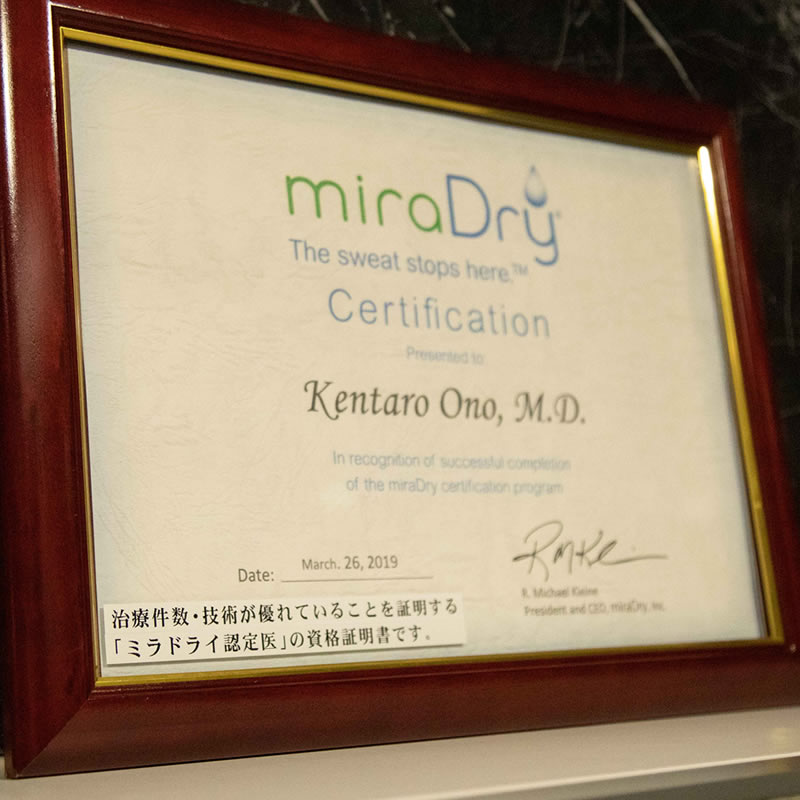 miraDry®
The sweat stops here.™
Certification
Presented to:
Kentaro Ono, M.D.
In recognition of successful completion
of the miraDry certification program
Date: March. 26, 2019
R. Michael Kleine
President and CEO, miraDry, Inc.
治療件数・技術が優れていることを証明する
「ミラドライ認定医」の資格証明書です。